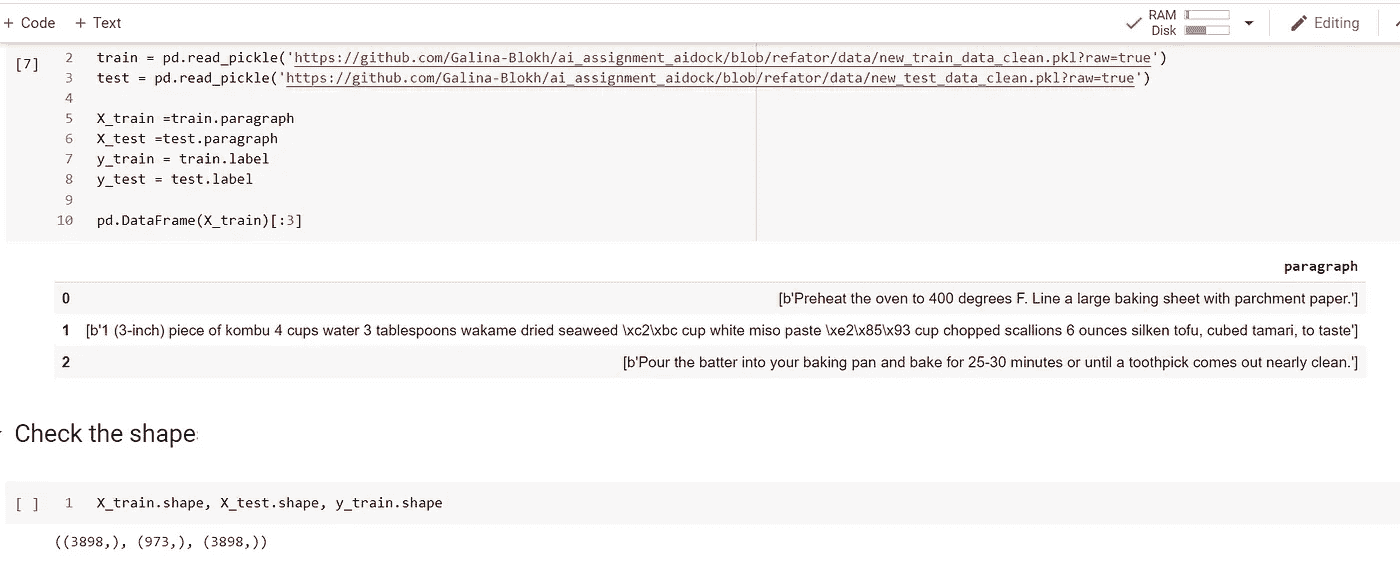 + Code + Text RAM Disk Editing
[7] 2 train = pd.read_pickle('https://github.com/Galina-Blokh/ai_assignment_aidock/blob/refator/data/new_train_data_clean.pkl?raw=true')
3 test = pd.read_pickle('https://github.com/Galina-Blokh/ai_assignment_aidock/blob/refator/data/new_test_data_clean.pkl?raw=true')
4
5 X_train =train.paragraph
6 X_test =test.paragraph
7 y_train = train.label
8 y_test = test.label
9
10 pd.DataFrame(X_train)[:3]
paragraph
0 [b'Preheat the oven to 400 degrees F. Line a large baking sheet with parchment paper.']
1 [b'1 (3-inch) piece of kombu 4 cups water 3 tablespoons wakame dried seaweed \xc2\xbc cup white miso paste \xe2\x85\x93 cup chopped scallions 6 ounces silken tofu, cubed tamari, to taste']
2 [b'Pour the batter into your baking pan and bake for 25-30 minutes or until a toothpick comes out nearly clean.']
Check the shape:
[ ] 1 X_train.shape, X_test.shape, y_train.shape
((3898,), (973,), (3898,))